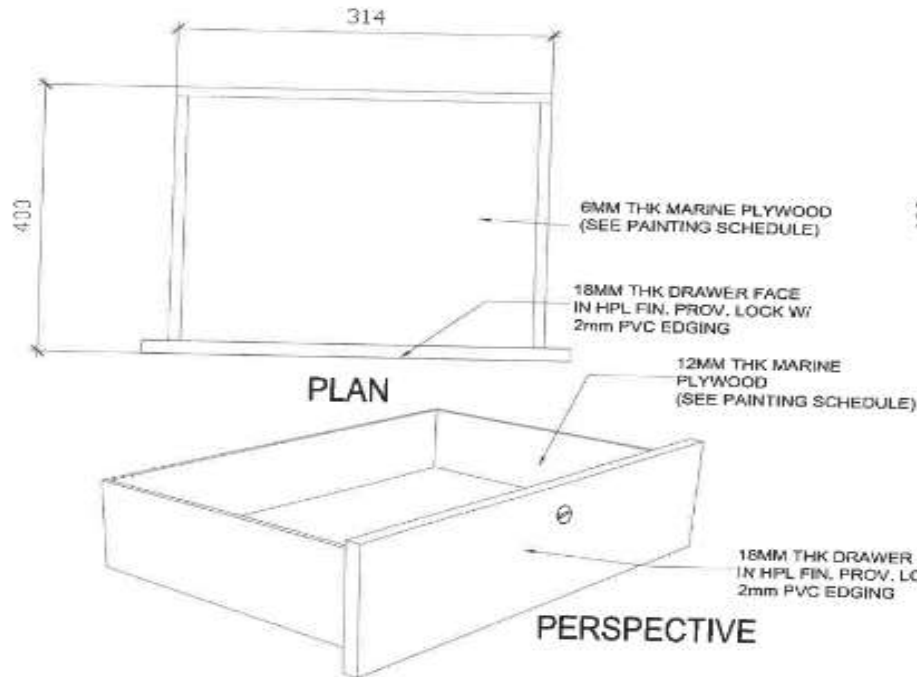 314
400
6MM THK MARINE PLYWOOD
(SEE PAINTING SCHEDULE)
18MM THK DRAWER FACE
IN HPL FIN. PROV. LOCK W/
2mm PVC EDGING
PLAN
12MM THK MARINE
PLYWOOD
(SEE PAINTING SCHEDULE)
18MM THK DRAWER
IN HPL FIN. PROV. LO
2mm PVC EDGING
PERSPECTIVE